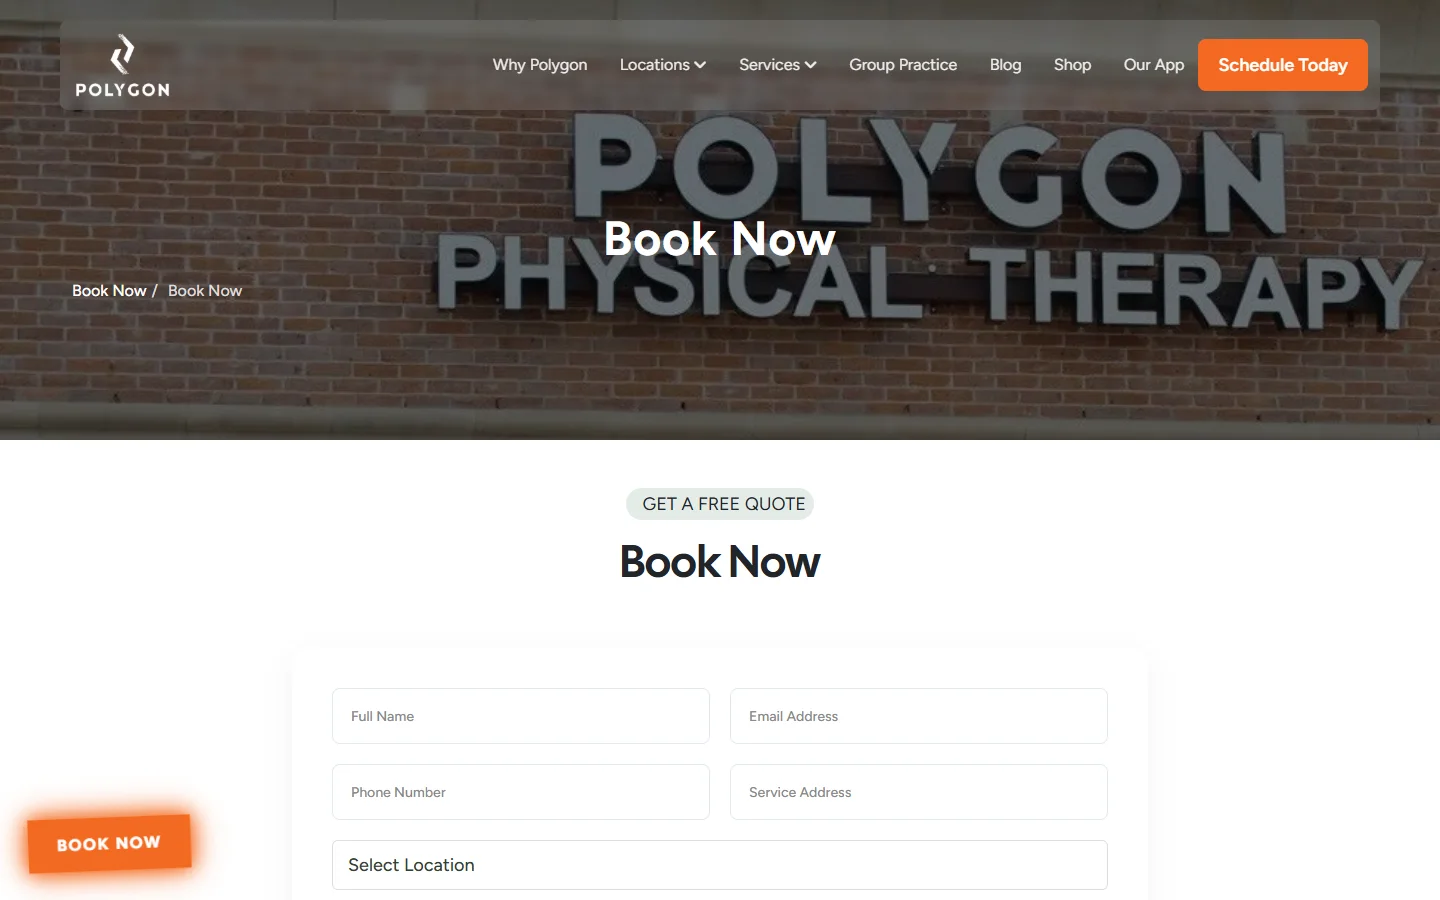 POLYGON
Why Polygon
Locations
Services
Group Practice
Blog
Shop
Our App
Schedule Today
POLYGON
PHYSICAL THERAPY
Book Now
Book Now / Book Now
GET A FREE QUOTE
Book Now
Full Name
Email Address
Phone Number
Service Address
Select Location
BOOK NOW